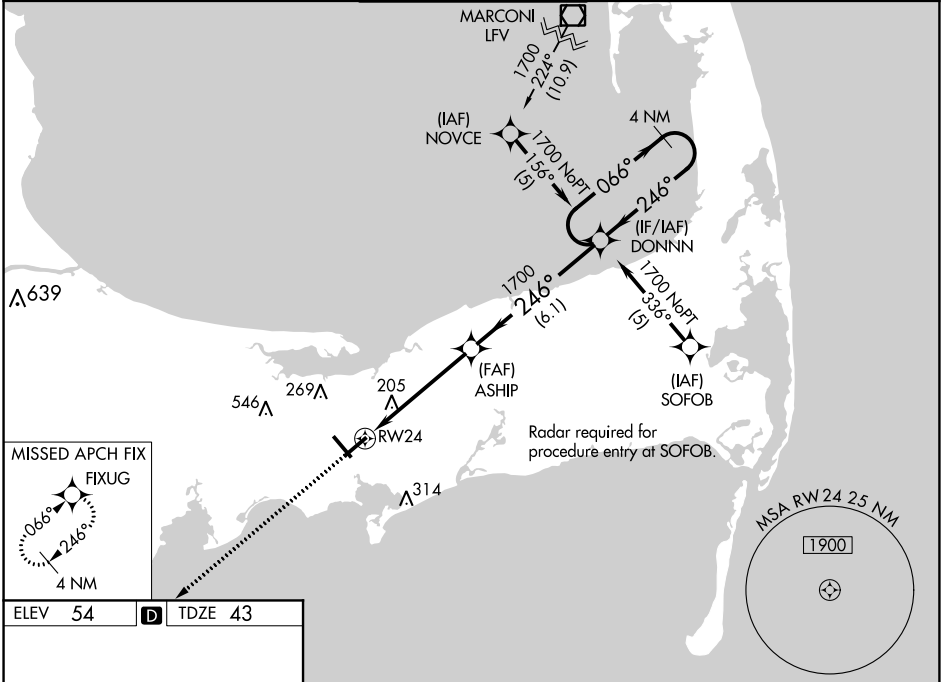 MARCONI
LFV
1700
224°
(10.9)
(IAF)
NOVCE
4 NM
1700 NoPT
156°
(5)
066°
246°
(IF/IAF)
DONNN
1700
246°
(6.1)
1700 NoPT
336°
(5)
639
(FAF)
ASHIP
(IAF)
SOFOB
546
269
205
RW24
Radar required for
procedure entry at SOFOB.
314
MISSED APCH FIX
FIXUG
066°
246°
4 NM
MSA RW24 25 NM
1900
ELEV 54 D TDZE 43